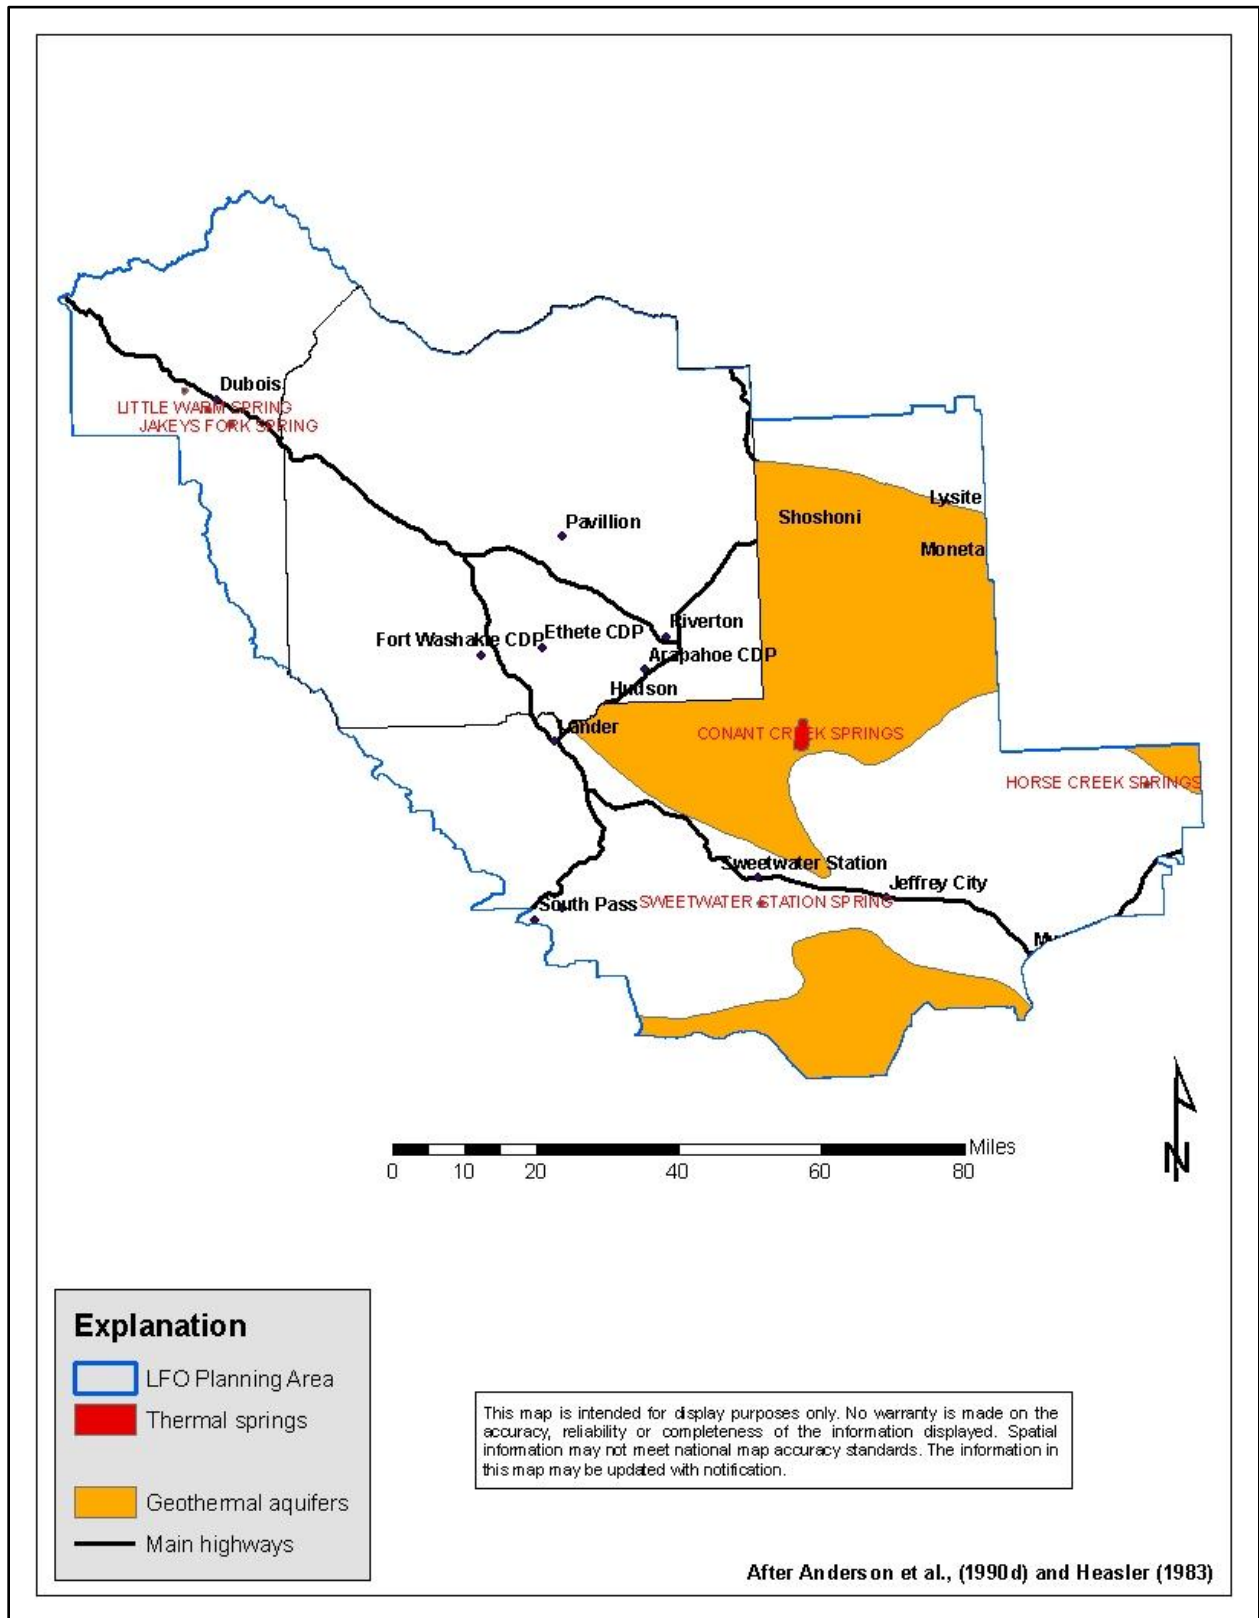 Dubois
LITTLE WARM SPRING
JAKEYS FORK SPRING
Lysite
Shoshoni
Pavillion
Moneta
Riverton
Ethete CDP
Fort Washakie CDP
Arapahoe CDP
Hudson
ander
CONANT CREEK SPRINGS
HORSE CREEK SPRINGS
Sweetwater Station
Jeffrey City
SWEETWATER STATION SPRING
South Pass
Miles
0 10 20 40 60 80
N
Explanation
LFO Planning Area
Thermal springs
Geothermal aquifers
Main highways
This map is intended for display purposes only. No warranty is made on the
accuracy, reliability or completeness of the information displayed. Spatial
information may not meet national map accuracy standards. The information in
this map may be updated with notification.
After Anderson et al., (1990d) and Heasler (1983)